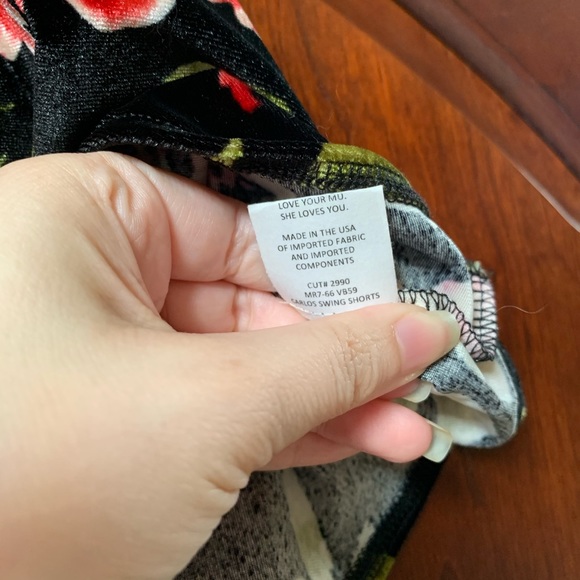 LOVE YOUR MU.
SHE LOVES YOU.
MADE IN THE USA
OF IMPORTED FABRIC
AND IMPORTED
COMPONENTS
CUT# 2990
MR7-66 VB59
CARLOS SWING SHORTS